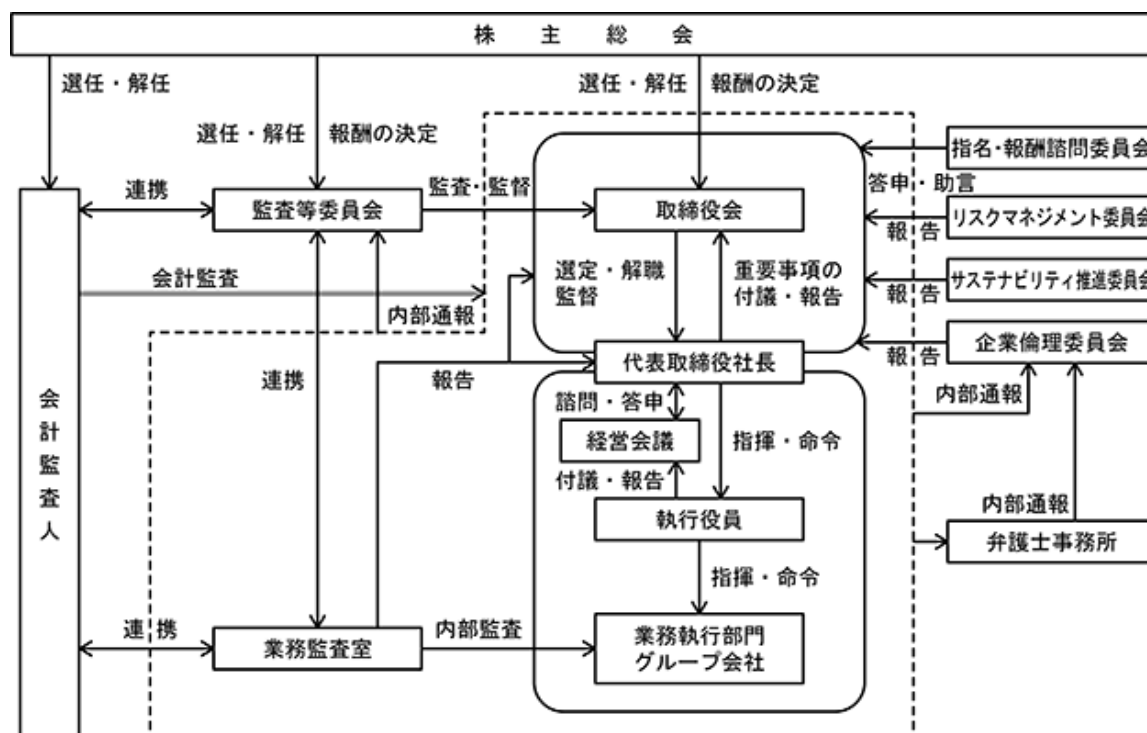 株主総会
選任・解任
選任・解任 報酬の決定
選任・解任 報酬の決定
指名・報酬諮問委員会
答申・助言
連携
監査等委員会
監査・監督
取締役会
リスクマネジメント委員会
報告
会計監査
内部通報
選定・解職
監督
重要事項の
付議・報告
サステナビリティ推進委員会
報告
連携
報告
代表取締役社長
企業倫理委員会
報告
内部通報
諮問・答申
経営会議
指揮・命令
付議・報告
会計監査人
執行役員
内部通報
弁護士事務所
指揮・命令
連携
業務監査室
内部監査
業務執行部門
グループ会社